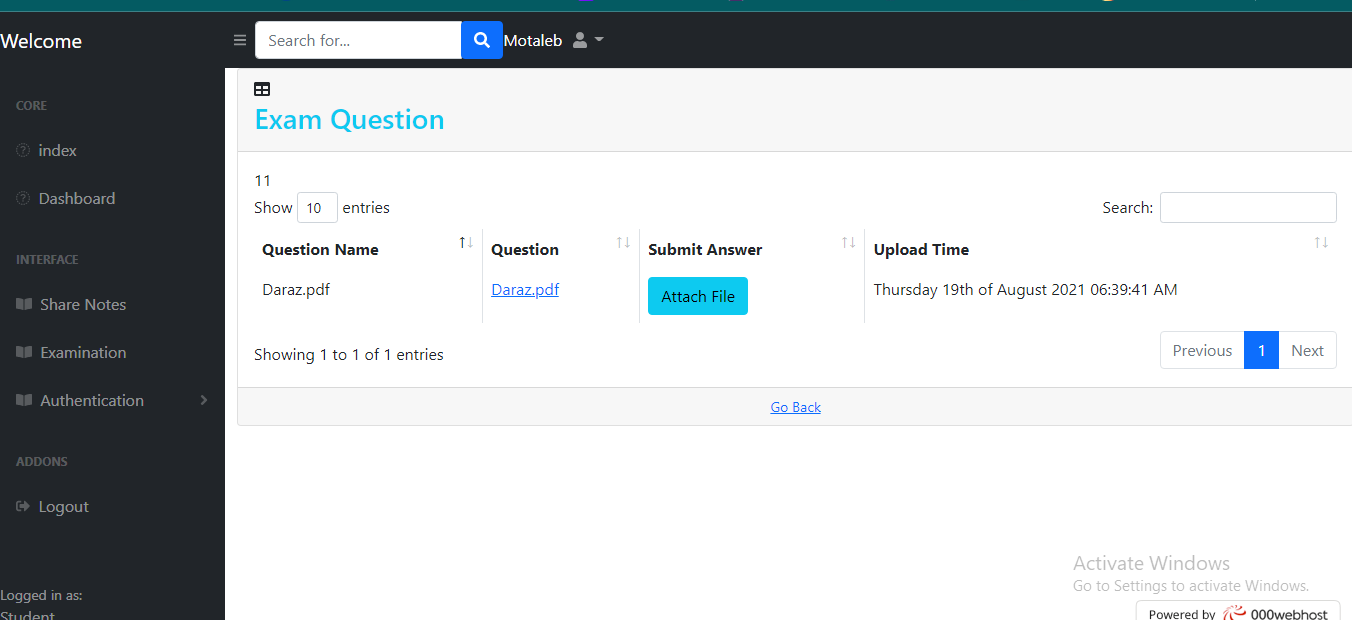 Welcome
Search for...
Motaleb
CORE
index
Dashboard
INTERFACE
Share Notes
Examination
Authentication
ADDONS
Logout
Logged in as:
Student
Exam Question
11
Show 10 entries
Search:
Question Name
Question
Submit Answer
Upload Time
Daraz.pdf
Daraz.pdf
Attach File
Thursday 19th of August 2021 06:39:41 AM
Showing 1 to 1 of 1 entries
Previous
1
Next
Go Back
Activate Windows
Go to Settings to activate Windows.
Powered by 000webhost